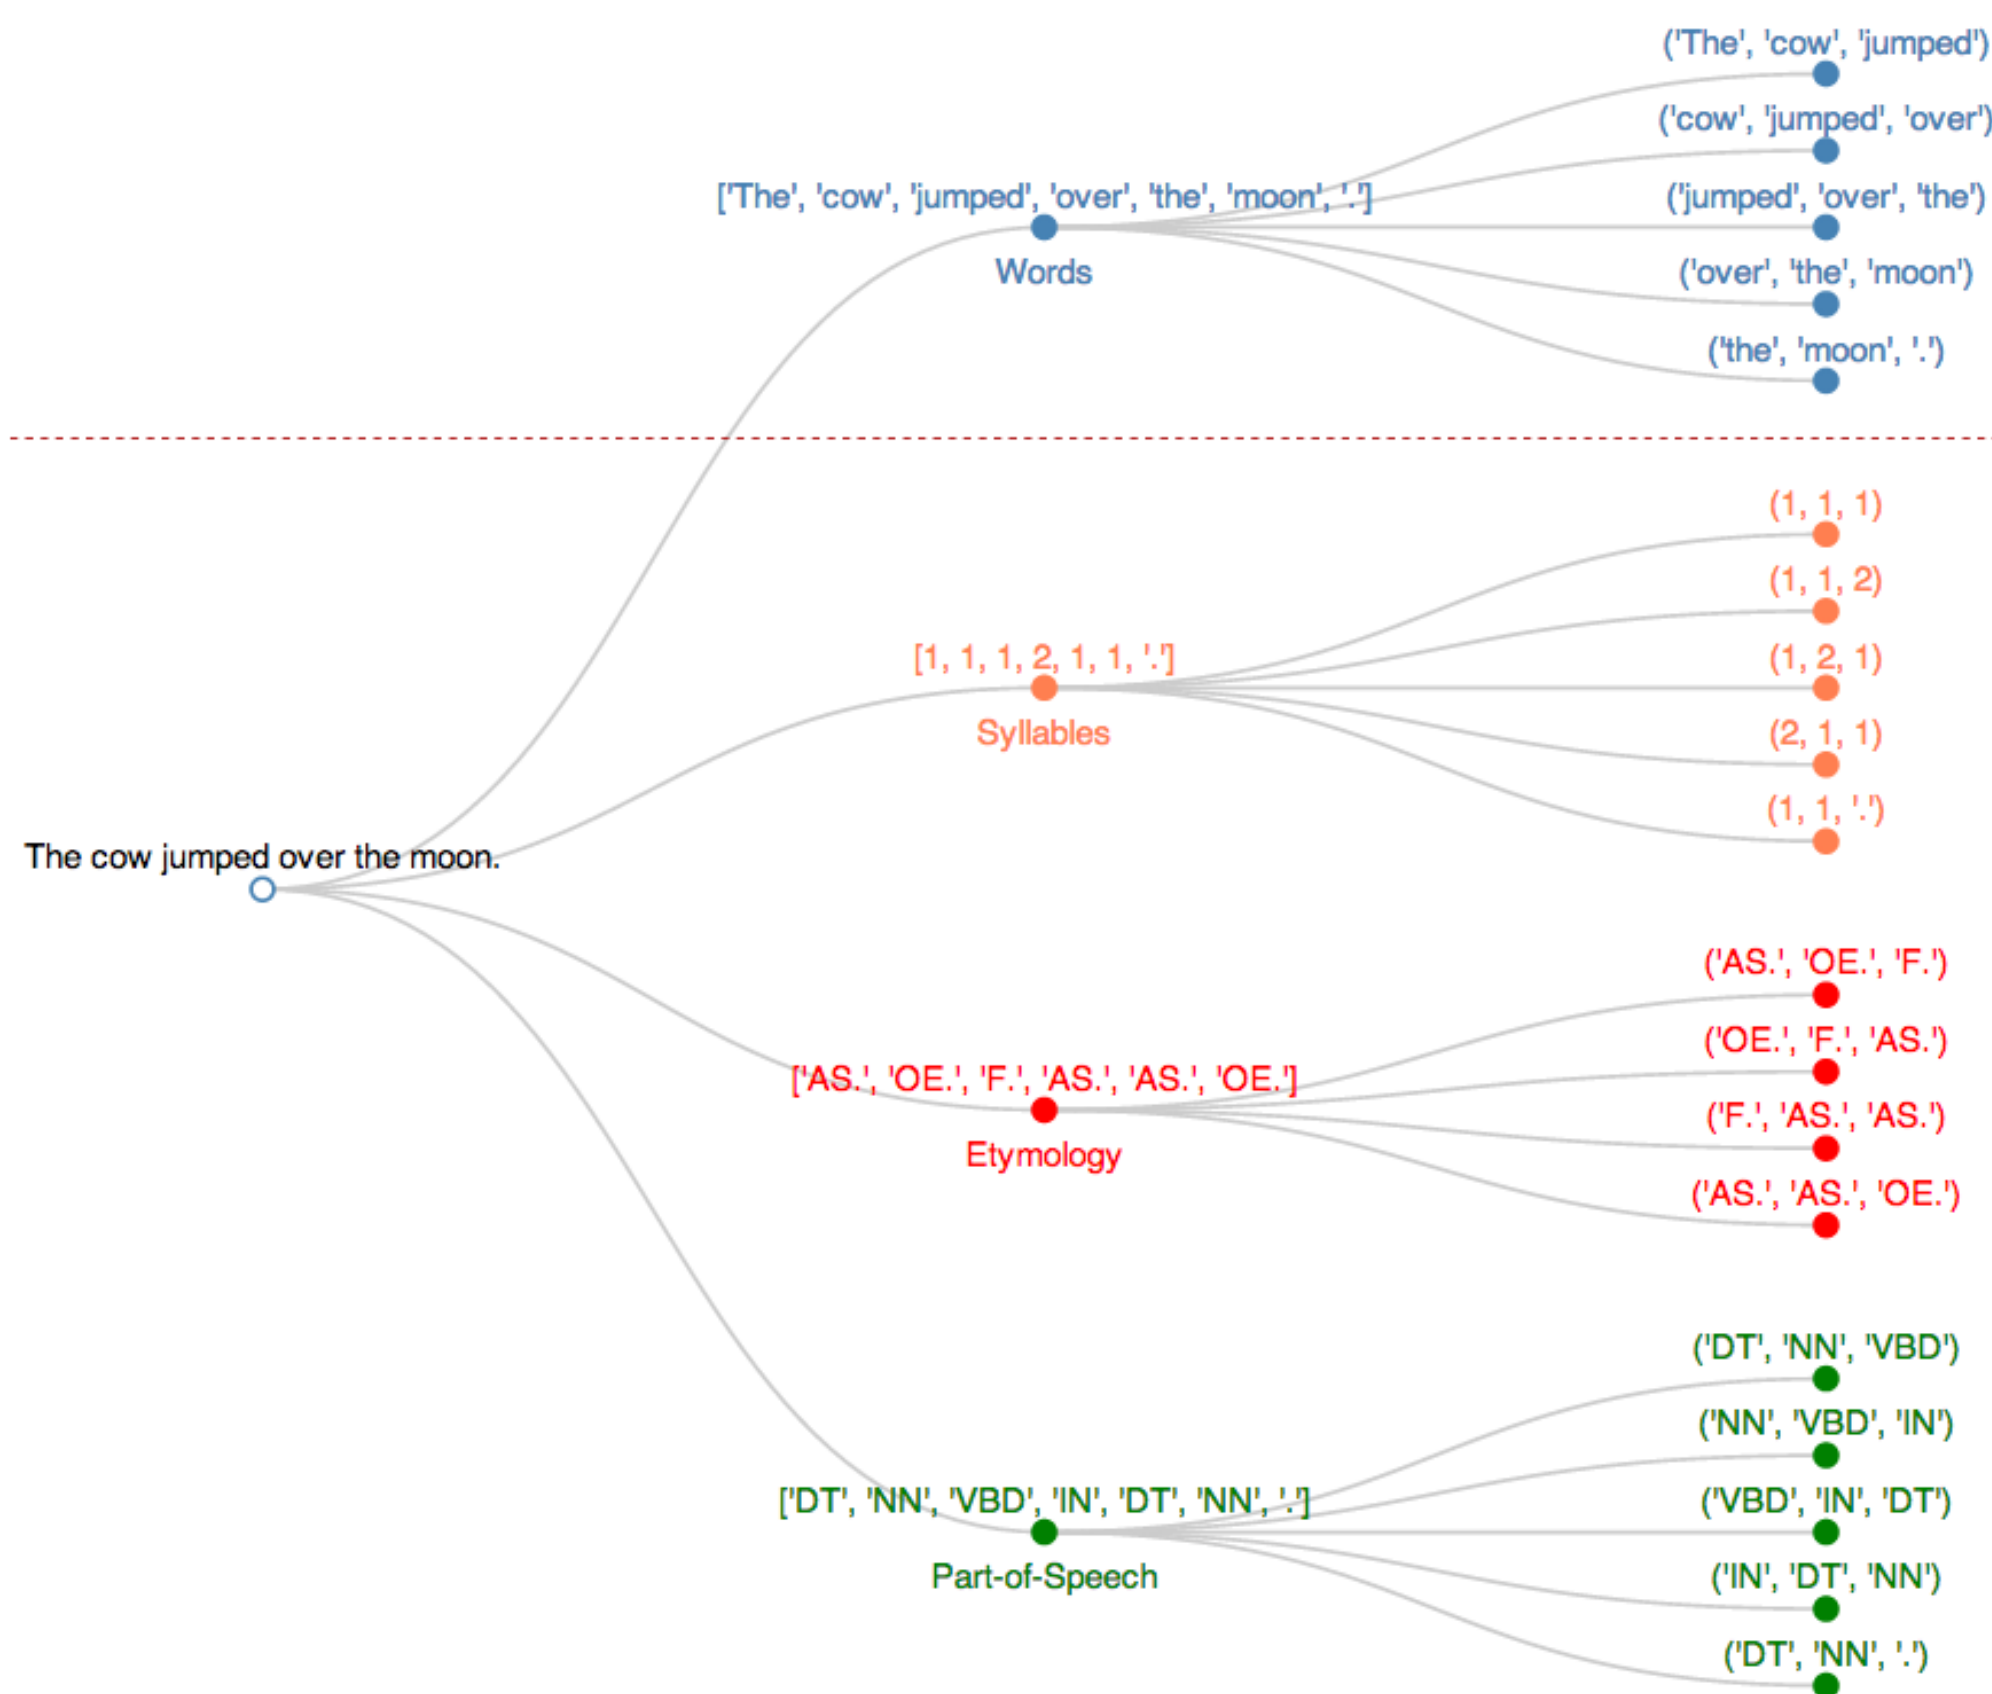 The cow jumped over the moon.
['The', 'cow', 'jumped', 'over', 'the', 'moon', '.']
Words
('The', 'cow', 'jumped')
('cow', 'jumped', 'over')
('jumped', 'over', 'the')
('over', 'the', 'moon')
('the', 'moon', '.')
[1, 1, 1, 2, 1, 1, '.']
Syllables
(1, 1, 1)
(1, 1, 2)
(1, 2, 1)
(2, 1, 1)
(1, 1, '.')
['AS.', 'OE.', 'F.', 'AS.', 'AS.', 'OE.']
Etymology
('AS.', 'OE.', 'F.')
('OE.', 'F.', 'AS.')
('F.', 'AS.', 'AS.')
('AS.', 'AS.', 'OE.')
['DT', 'NN', 'VBD', 'IN', 'DT', 'NN', '.']
Part-of-Speech
('DT', 'NN', 'VBD')
('NN', 'VBD', 'IN')
('VBD', 'IN', 'DT')
('IN', 'DT', 'NN')
('DT', 'NN', '.')